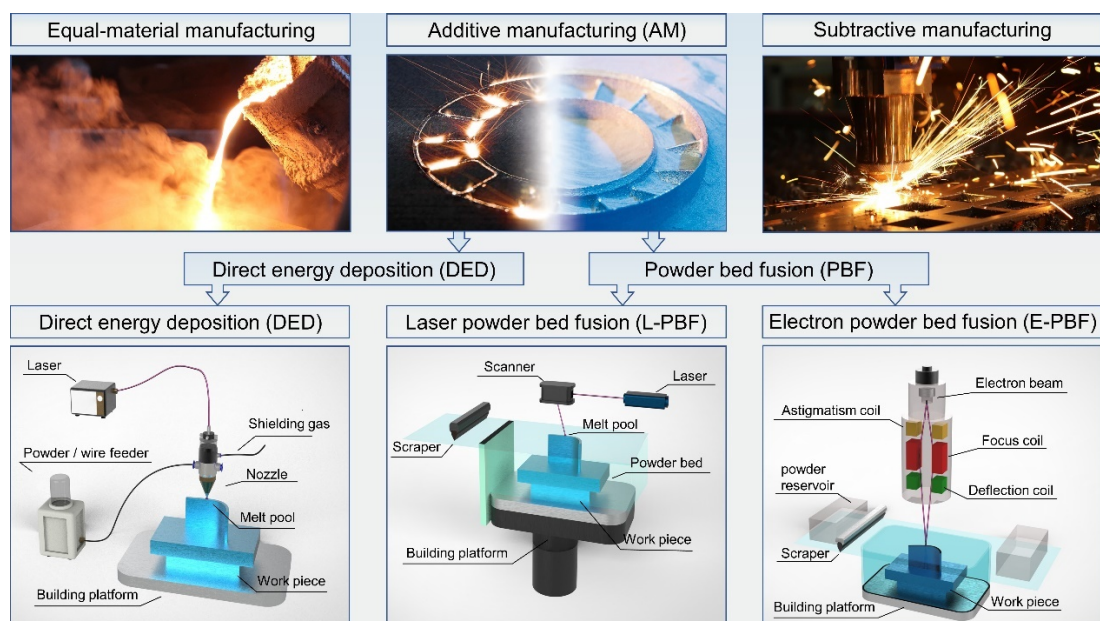 Equal-material manufacturing
Additive manufacturing (AM)
Subtractive manufacturing
Direct energy deposition (DED)
Powder bed fusion (PBF)
Direct energy deposition (DED)
Laser powder bed fusion (L-PBF)
Electron powder bed fusion (E-PBF)
Laser
Shielding gas
Powder / wire feeder
Nozzle
Melt pool
Work piece
Building platform
Scanner
Laser
Melt pool
Scraper
Powder bed
Work piece
Building platform
Electron beam
Astigmatism coil
Focus coil
powder
reservoir
Deflection coil
Scraper
Work piece
Building platform